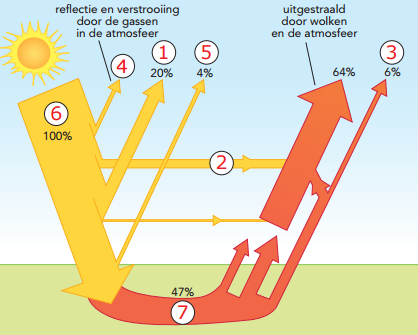 reflectie en verstrooiing
door de gassen
in de atmosfeer
uitgestraald
door wolken
en de atmosfeer
4
1
20%
5
4%
64%
3
6%
6
100%
2
47%
7